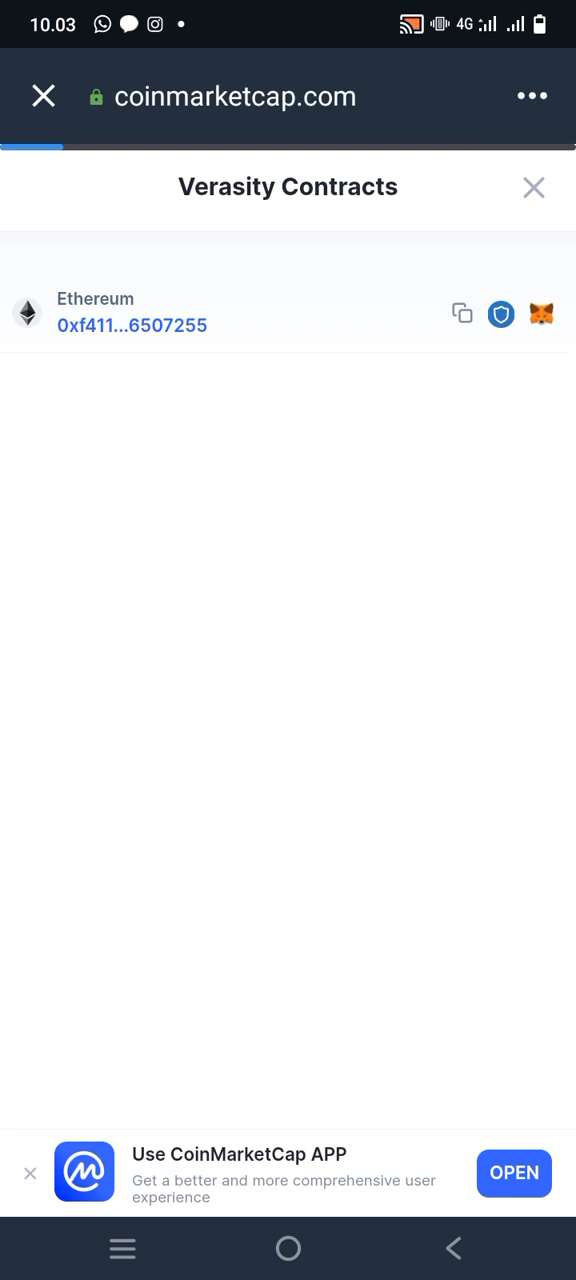 10.03
4G
coinmarketcap.com
Verasity Contracts
Ethereum
0xf411...6507255
Use CoinMarketCap APP
Get a better and more comprehensive user
experience
OPEN